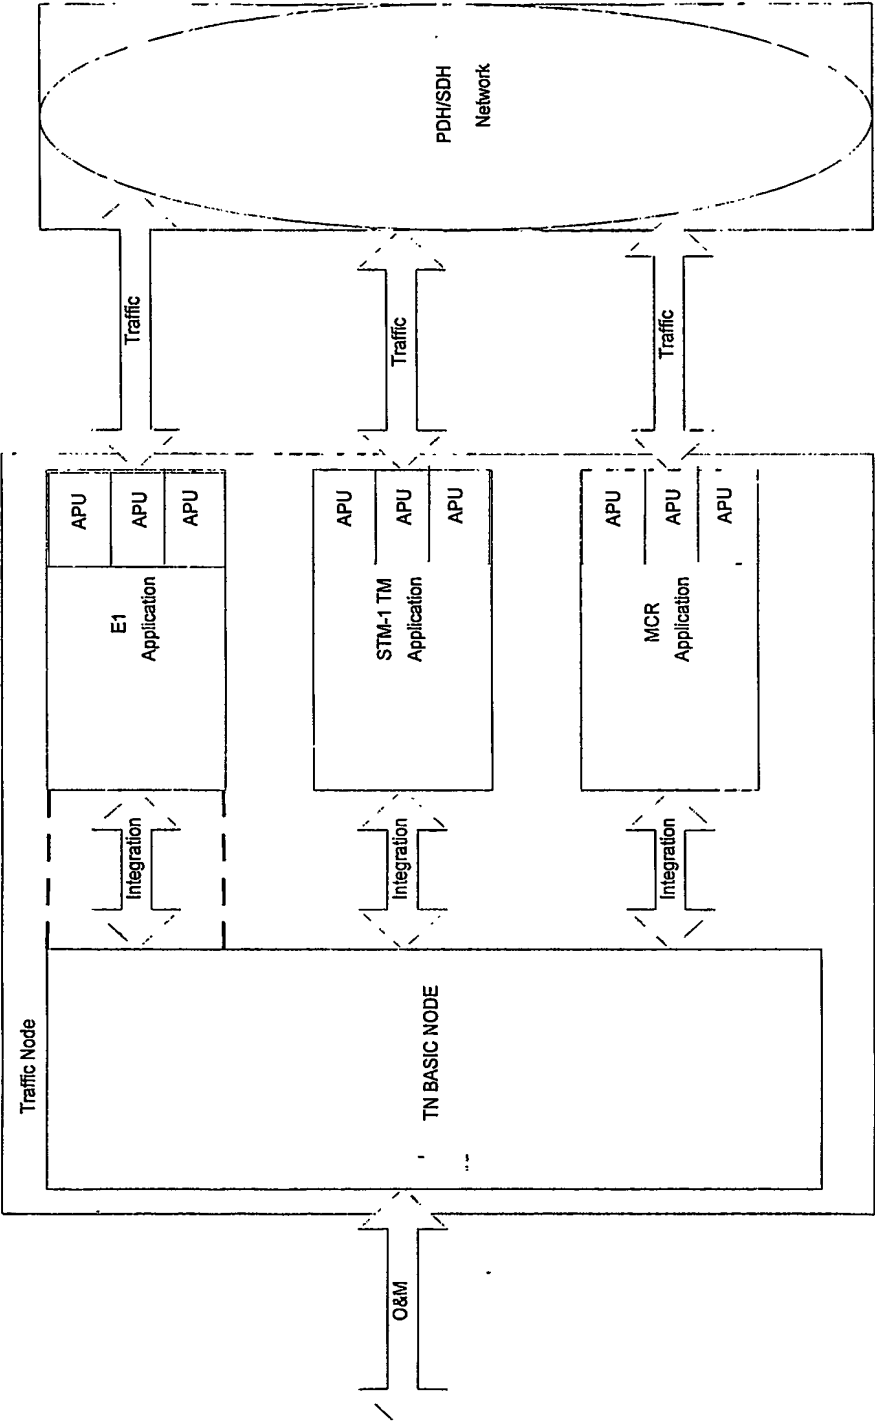 Traffic Node
O&M
TN BASIC NODE
Integration
E1
Application
APU
APU
APU
Traffic
Integration
STM-1 TM
Application
APU
APU
APU
Traffic
Integration
MCR
Application
APU
APU
APU
Traffic
PDH/SDH
Network